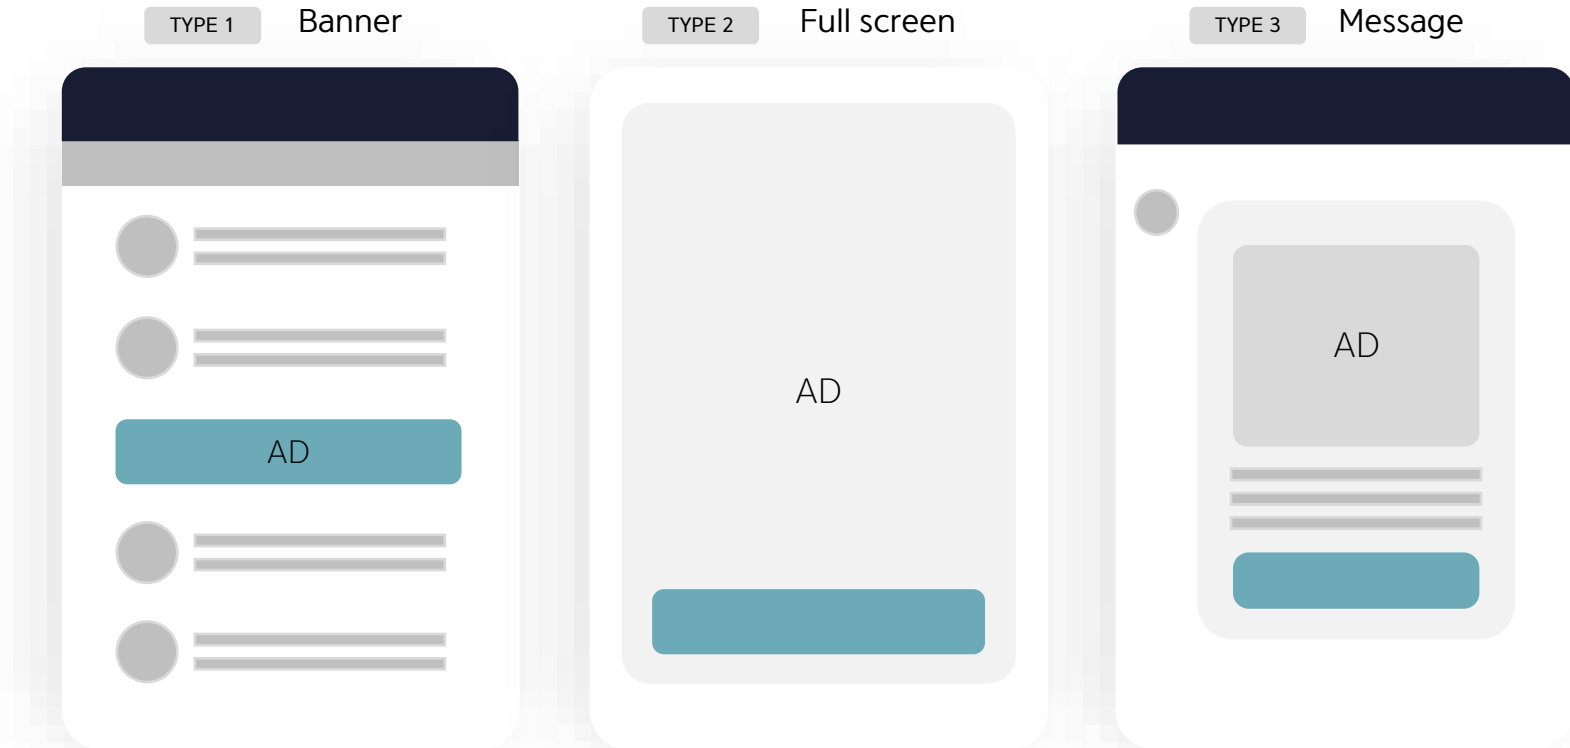 TYPE 1 Banner
AD
TYPE 2 Full screen
AD
TYPE 3 Message
AD